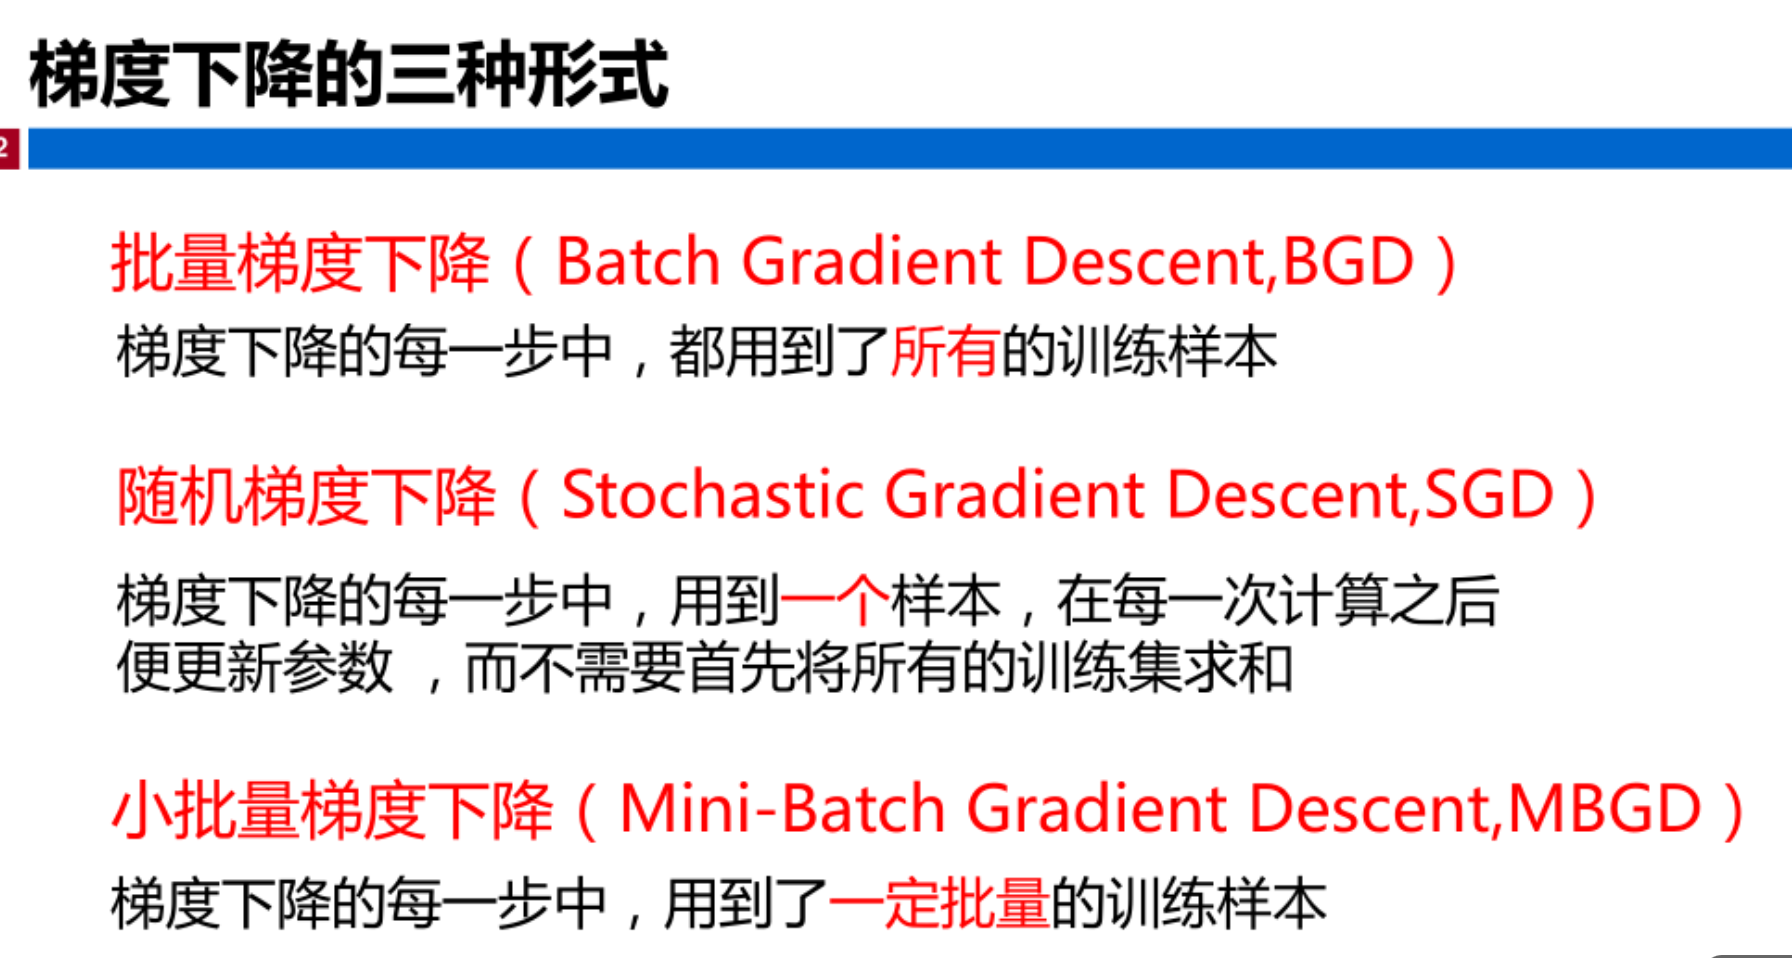 梯度下降的三种形式
2
批量梯度下降（Batch Gradient Descent,BGD）
梯度下降的每一步中，都用到了所有的训练样本
随机梯度下降（Stochastic Gradient Descent,SGD）
梯度下降的每一步中，用到一个样本，在每一次计算之后
便更新参数 ，而不需要首先将所有的训练集求和
小批量梯度下降（Mini-Batch Gradient Descent,MBGD）
梯度下降的每一步中，用到了一定批量的训练样本